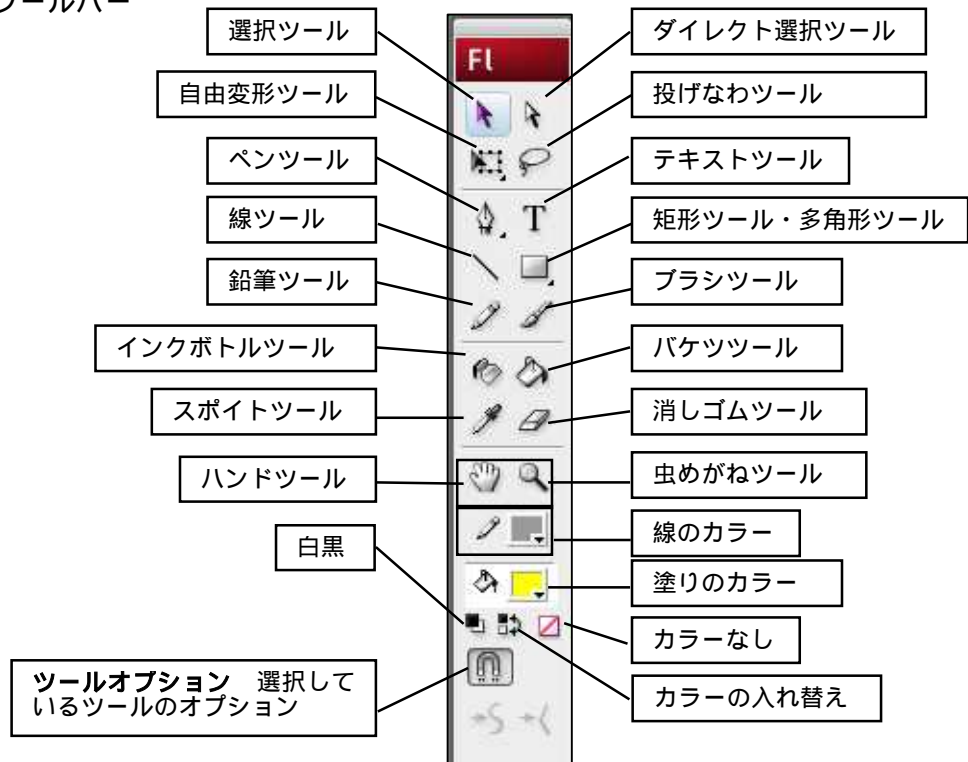 ツールバー
選択ツール
ダイレクト選択ツール
Fl
自由変形ツール
投げなわツール
ペンツール
テキストツール
T
線ツール
矩形ツール・多角形ツール
鉛筆ツール
ブラシツール
インクボトルツール
バケツツール
スポイトツール
消しゴムツール
ハンドツール
虫めがねツール
線のカラー
白黒
塗りのカラー
カラーなし
ツールオプション　選択して
いるツールのオプション
カラーの入れ替え